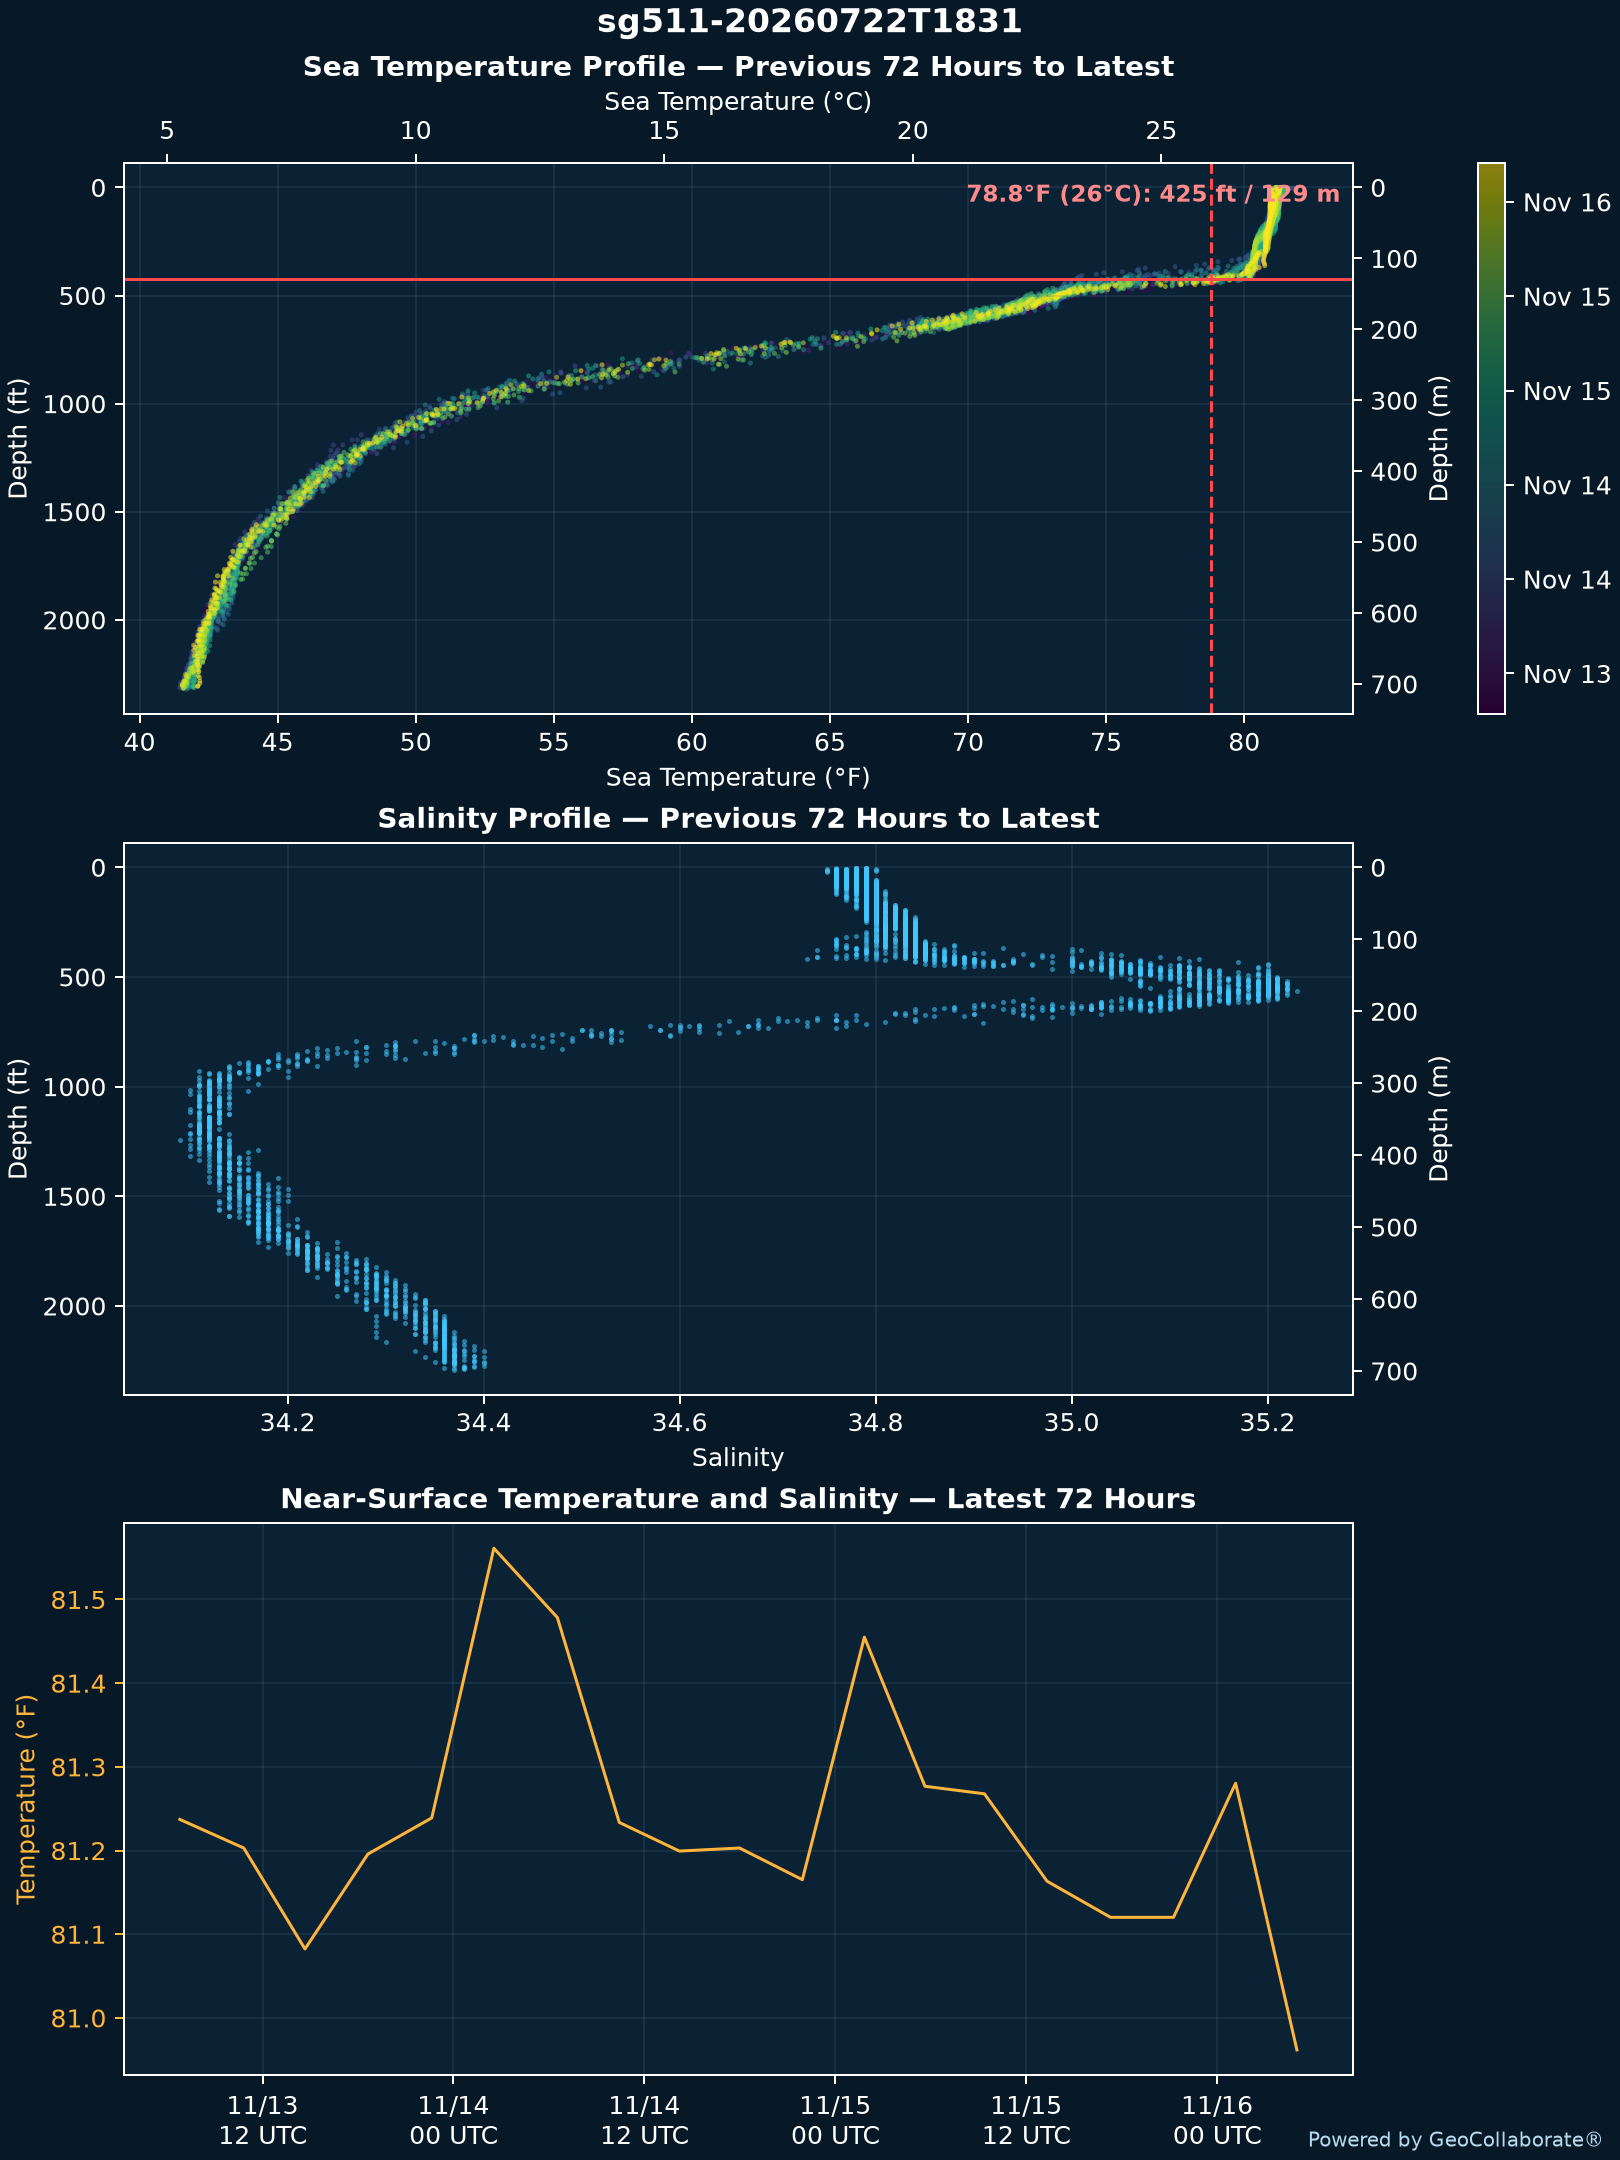 sg511-20260722T1831
Sea Temperature Profile — Previous 72 Hours to Latest
Sea Temperature (°C)
5 10 15 20 25
78.8°F (26°C): 425 ft / 129 m
Depth (ft)
0
500
1000
1500
2000
Depth (m)
0
100
200
300
400
500
600
700
Nov 16
Nov 15
Nov 15
Nov 14
Nov 14
Nov 13
40 45 50 55 60 65 70 75 80
Sea Temperature (°F)
Salinity Profile — Previous 72 Hours to Latest
Depth (ft)
0
500
1000
1500
2000
Depth (m)
0
100
200
300
400
500
600
700
34.2 34.4 34.6 34.8 35.0 35.2
Salinity
Near-Surface Temperature and Salinity — Latest 72 Hours
Temperature (°F)
81.5
81.4
81.3
81.2
81.1
81.0
11/13 11/14 11/14 11/15 11/15 11/16
12 UTC 00 UTC 12 UTC 00 UTC 12 UTC 00 UTC
Powered by GeoCollaborate®